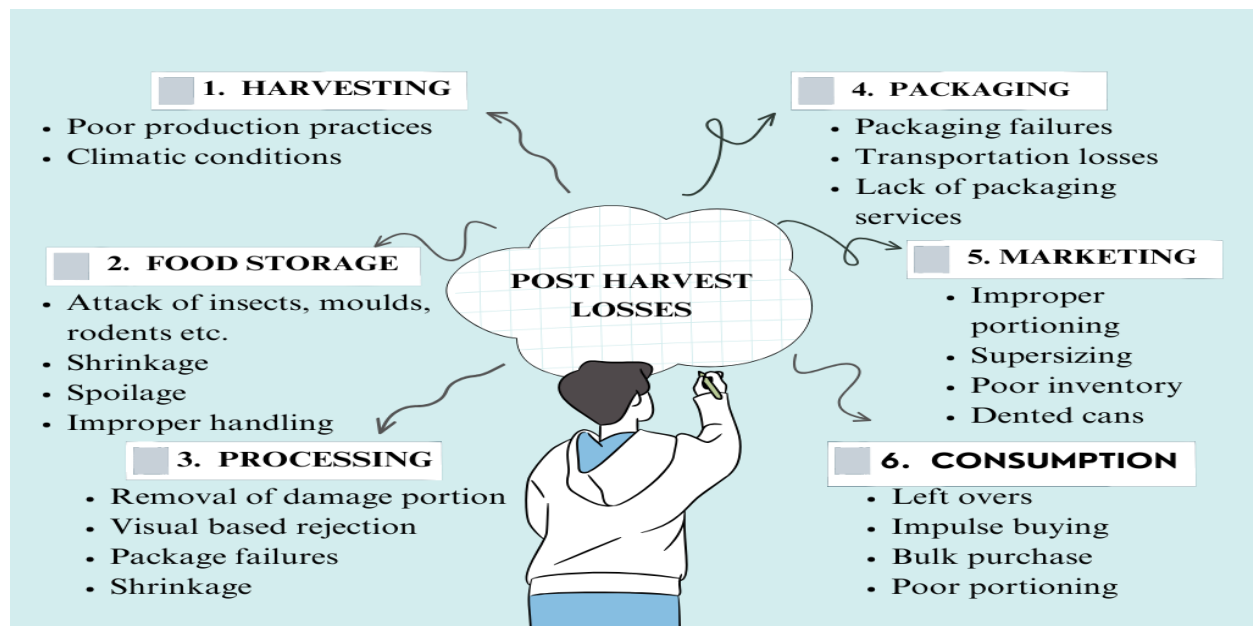 1. HARVESTING
• Poor production practices
• Climatic conditions
2. FOOD STORAGE
• Attack of insects, moulds,
rodents etc.
• Shrinkage
• Spoilage
• Improper handling
3. PROCESSING
• Removal of damage portion
• Visual based rejection
• Package failures
• Shrinkage
POST HARVEST
LOSSES
4. PACKAGING
• Packaging failures
• Transportation losses
• Lack of packaging
services
5. MARKETING
• Improper
portioning
• Supersizing
• Poor inventory
• Dented cans
6. CONSUMPTION
• Left overs
• Impulse buying
• Bulk purchase
• Poor portioning